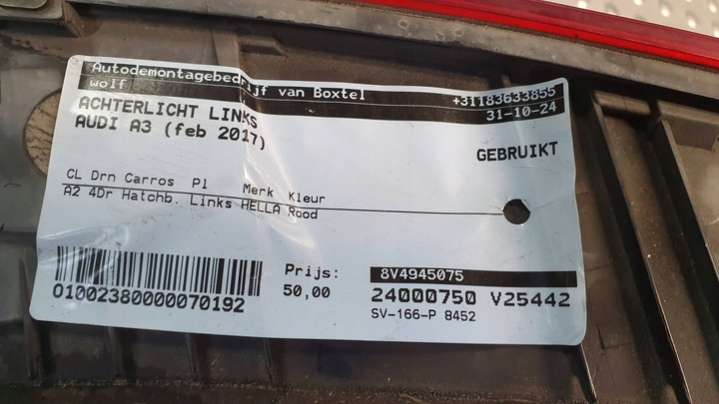 Autodemontagebedrijf van Boxtel +31183633855
wolf 31-10-24
ACHTERLICHT LINKS
AUDI A3 (feb 2017)
GEBRUIKT
CL Drn Carros Pl Merk Kleur
A2 4Dr Hatchb. Links HELLA Rood
Prijs: 8V4945075
50,00 24000750 V25442
01002380000070192
SV-166-P 8452